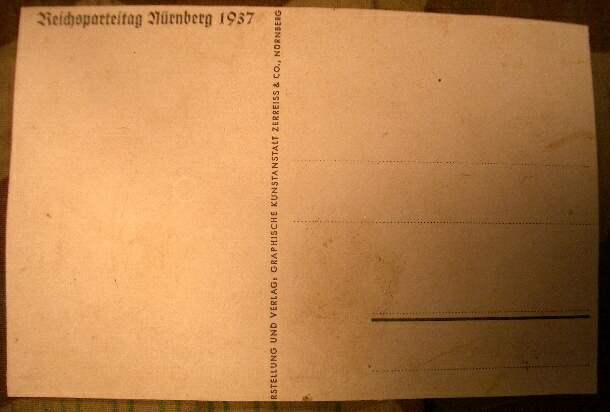 Reichsparteitag Nürnberg 1937
RSTELLUNG UND VERLAG: GRAPHISCHE KUNSTANSTALT ZERREISS & CO., NÜRNBERG